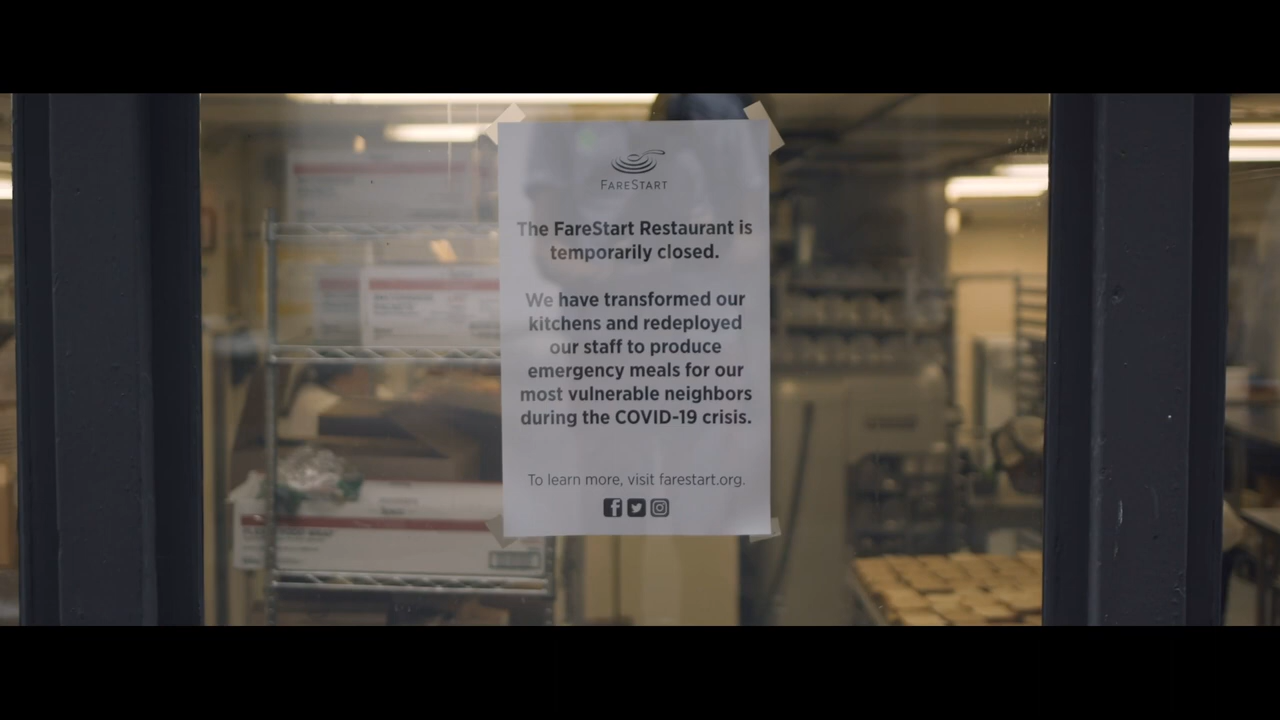 FARESTART
The FareStart Restaurant is
temporarily closed.
We have transformed our
kitchens and redeployed
our staff to produce
emergency meals for our
most vulnerable neighbors
during the COVID-19 crisis.
To learn more, visit farestart.org.